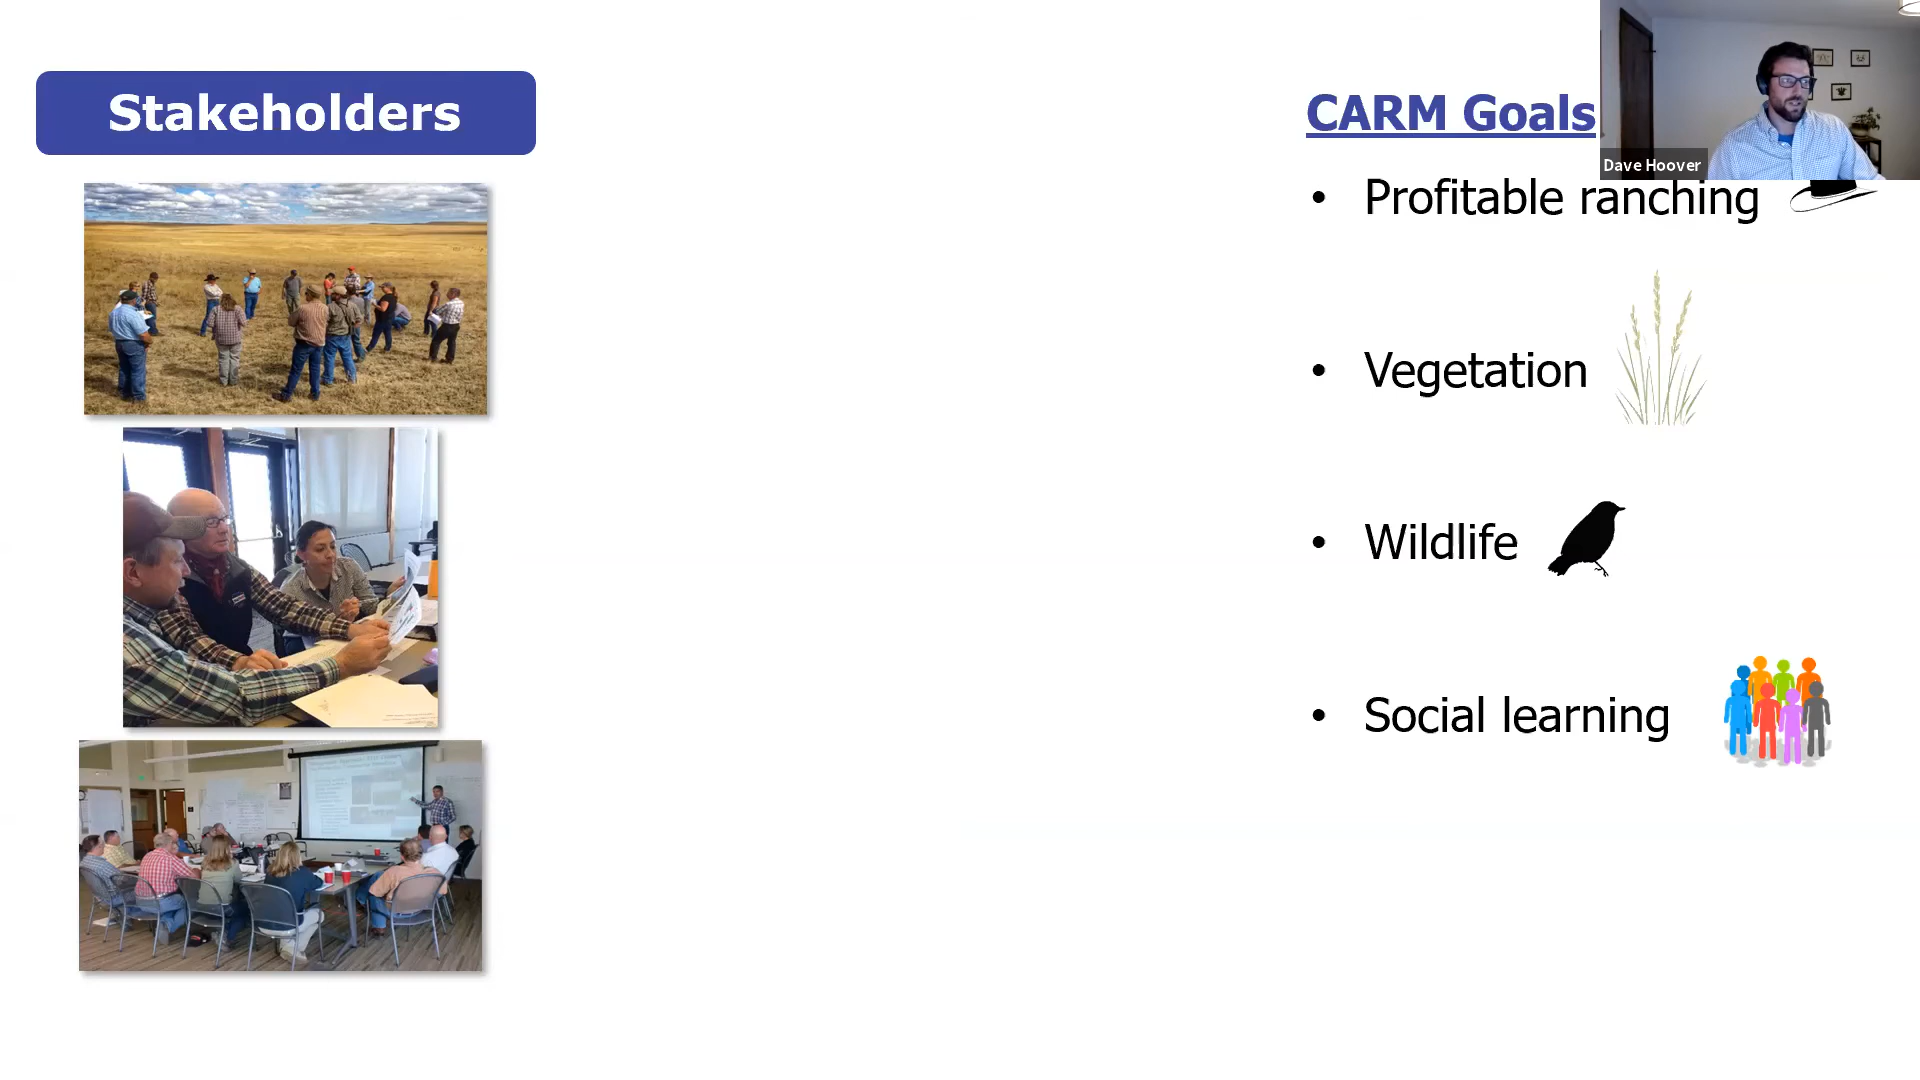 Stakeholders
CARM Goals
Dave Hoover
• Profitable ranching
• Vegetation
• Wildlife
• Social learning